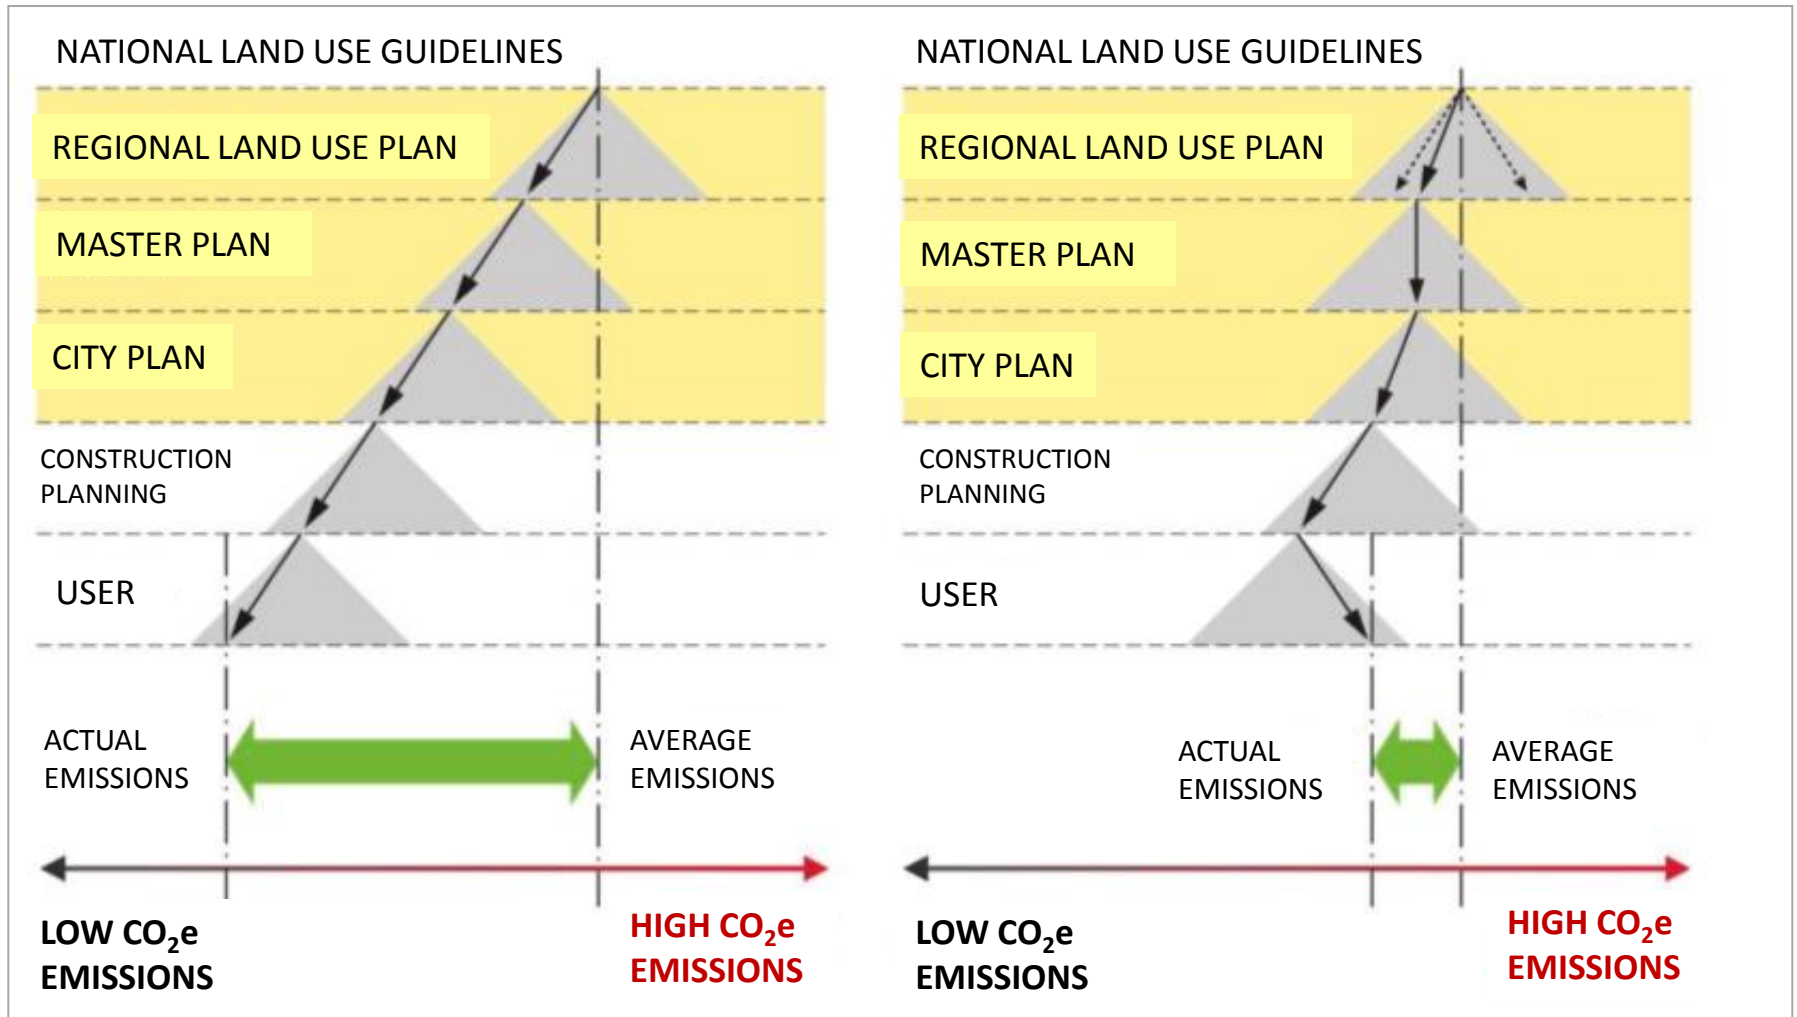 NATIONAL LAND USE GUIDELINES
REGIONAL LAND USE PLAN
MASTER PLAN
CITY PLAN
CONSTRUCTION
PLANNING
USER
ACTUAL
EMISSIONS
AVERAGE
EMISSIONS
LOW CO₂e
EMISSIONS
HIGH CO₂e
EMISSIONS
NATIONAL LAND USE GUIDELINES
REGIONAL LAND USE PLAN
MASTER PLAN
CITY PLAN
CONSTRUCTION
PLANNING
USER
ACTUAL
EMISSIONS
AVERAGE
EMISSIONS
LOW CO₂e
EMISSIONS
HIGH CO₂e
EMISSIONS